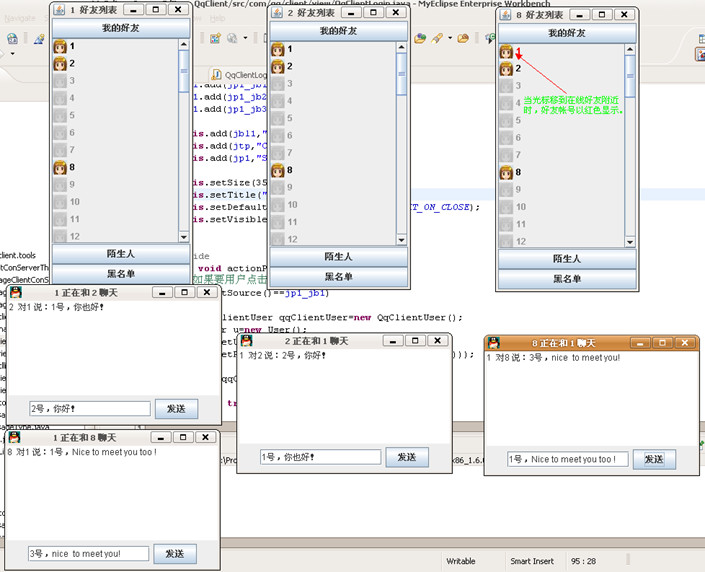 QqClient/src/com/qq/client/view/QqClientLogin.java - MyEclipse Enterprise Workbench
1 好友列表
我的好友
1
2
3
4
5
6
7
8
9
10
11
12
陌生人
黑名单
2 好友列表
我的好友
1
2
3
4
5
6
7
8
9
10
11
12
陌生人
黑名单
8 好友列表
我的好友
1
2
3
4
5
6
7
8
9
10
11
12
陌生人
黑名单
当光标移到在线好友附近
时，好友帐号以红色显示。
QqClientLog
1.add(jp1_jb2
1.add(jp1_jb3
is.add(jbl1,"
is.add(jtp,"C
is.add(jp1,"S
is.setSize(35
is.setTitle("
is.setDefault
IT_ON_CLOSE);
is.setVisible
ide
void actionP
如果要用户点击
etSource()==jp1_jb1)
lientUser qqClientUser=new QqClientUser();
r u=new User();
client.tools
1 正在和 2 聊天
2 对1 说：1号，你也好！
2号，你好！
发送
2 正在和 1 聊天
1 对2 说：2号，你好！
1号，你也好！
发送
8 正在和 1 聊天
1 对8 说：3号，nice to meet you!
1号，Nice to meet you too !
发送
1 正在和 8 聊天
8 对1 说：1号，Nice to meet you too !
3号，nice to meet you!
发送
Writable
Smart Insert
95 : 28